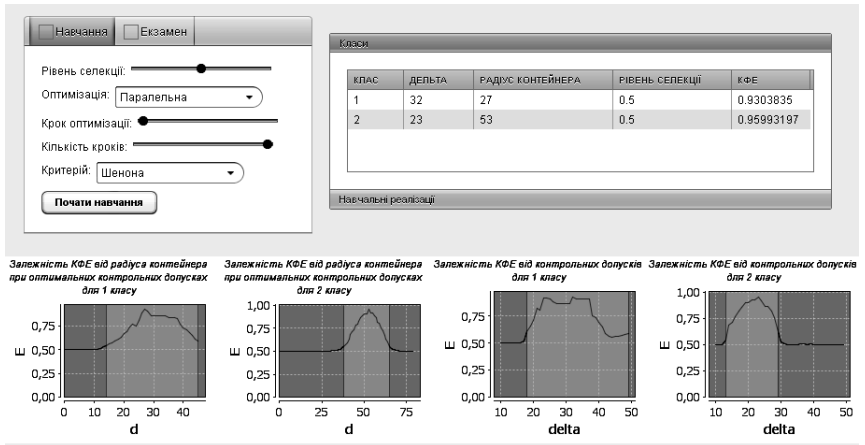 Навчання Екзамен
Рівень селекції:
Оптимізація: Паралельна
Крок оптимізації:
Кількість кроків:
Критерій: Шенона
Почати навчання
Класи
КЛАС ДЕЛЬТА РАДІУС КОНТЕЙНЕРА РІВЕНЬ СЕЛЕКЦІЇ КФЕ
1 32 27 0.5 0.9303835
2 23 53 0.5 0.95993197
Навчальні реалізації
Залежність КФЕ від радіуса контейнера
при оптимальних контрольних допусках
для 1 класу
0,75
0,50
0,25
0,00
E
0 10 20 30 40
d
Залежність КФЕ від радіуса контейнера
при оптимальних контрольних допусках
для 2 класу
1,00
0,75
0,50
0,25
0,00
E
0 25 50 75
d
Залежність КФЕ від контрольних допусків
для 1 класу
0,75
0,50
0,25
0,00
E
10 20 30 40 50
delta
Залежність КФЕ від контрольних допусків
для 2 класу
1,00
0,75
0,50
0,25
0,00
E
10 20 30 40 50
delta